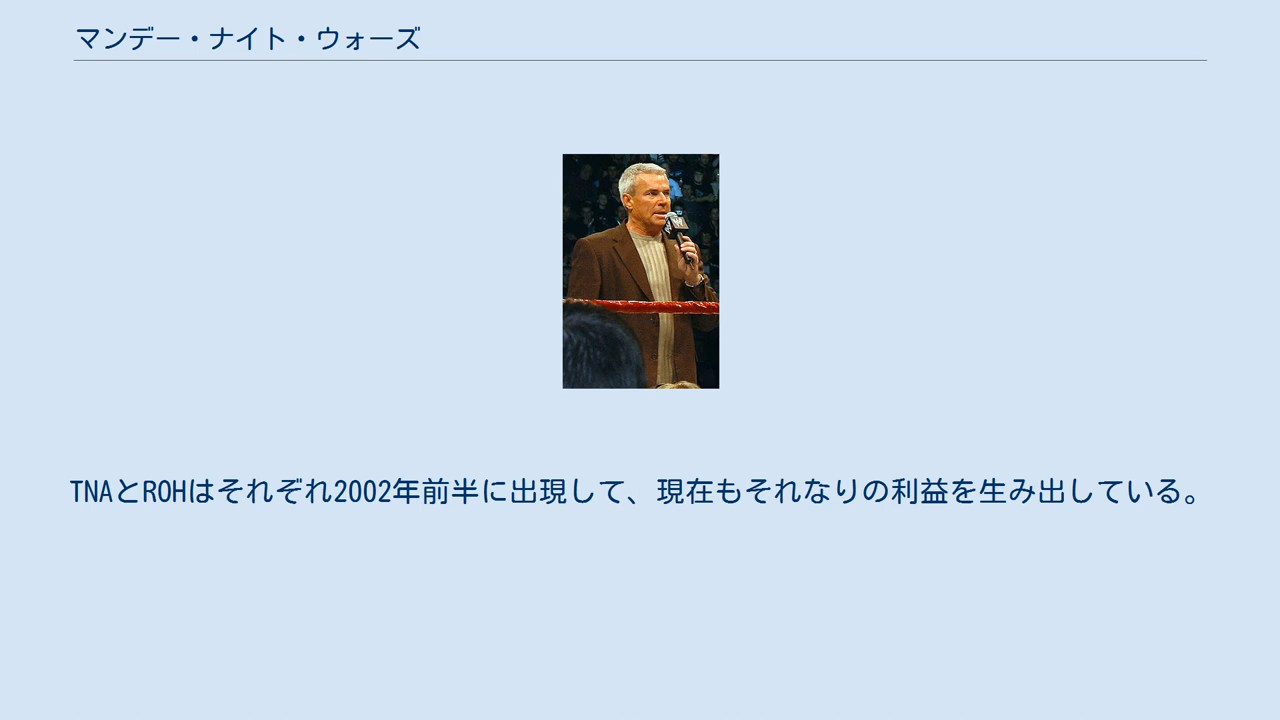 マンデー・ナイト・ウォーズ
TNAとROHはそれぞれ2002年前半に出現して、現在もそれなりの利益を生み出している。